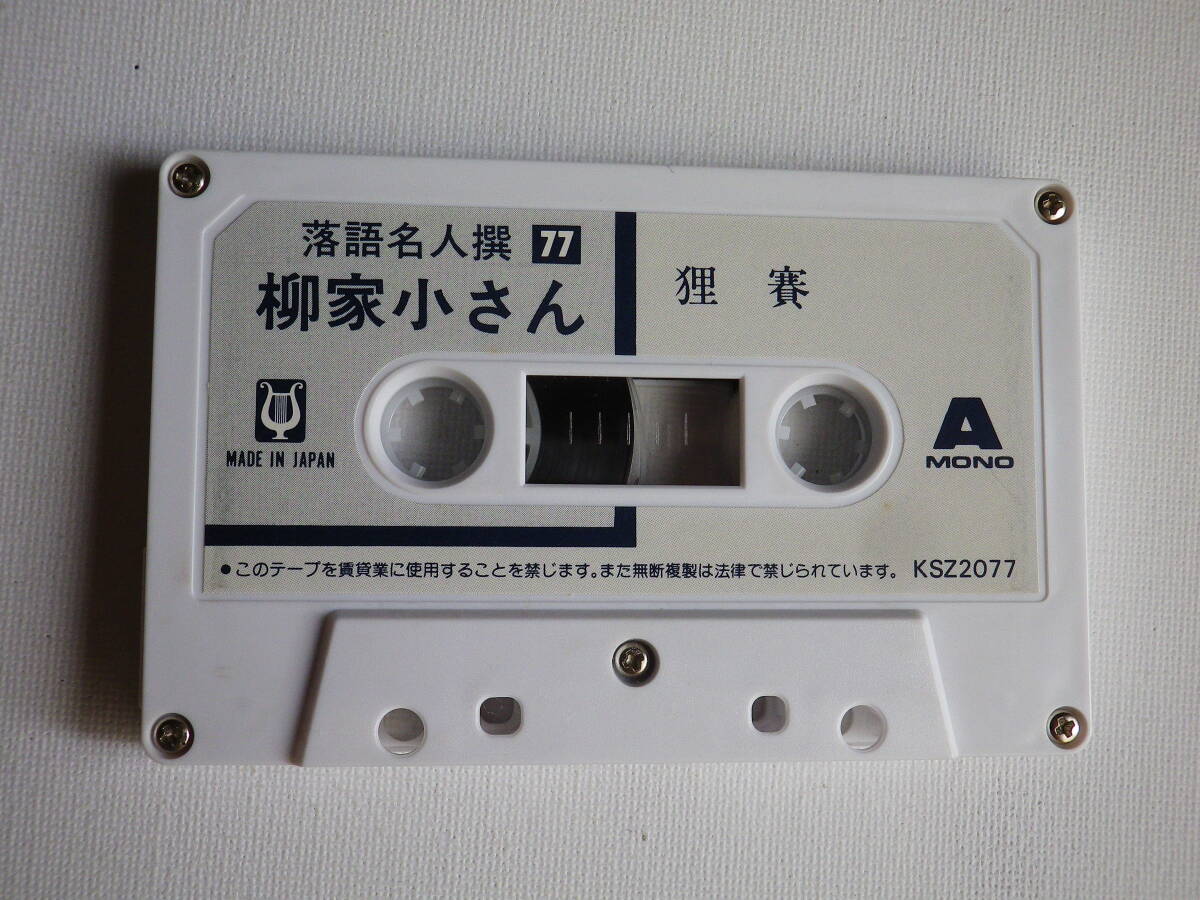 落語名人撰 77
柳家小さん
狸 賽
MADE IN JAPAN
A
MONO
●このテープを賃貸業に使用することを禁じます。また無断複製は法律で禁じられています。 KSZ2077